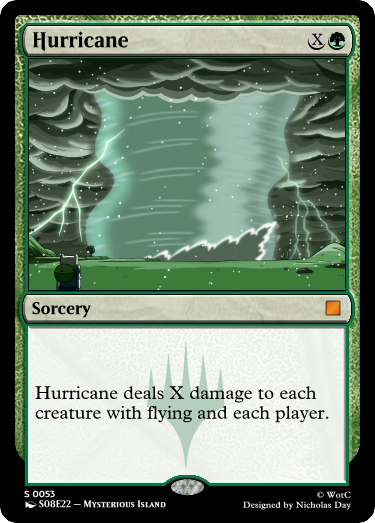 Hurricane X
Sorcery
Hurricane deals X damage to each
creature with flying and each player.
S 0053 © WotC
S08E22 — Mysterious Island Designed by Nicholas Day